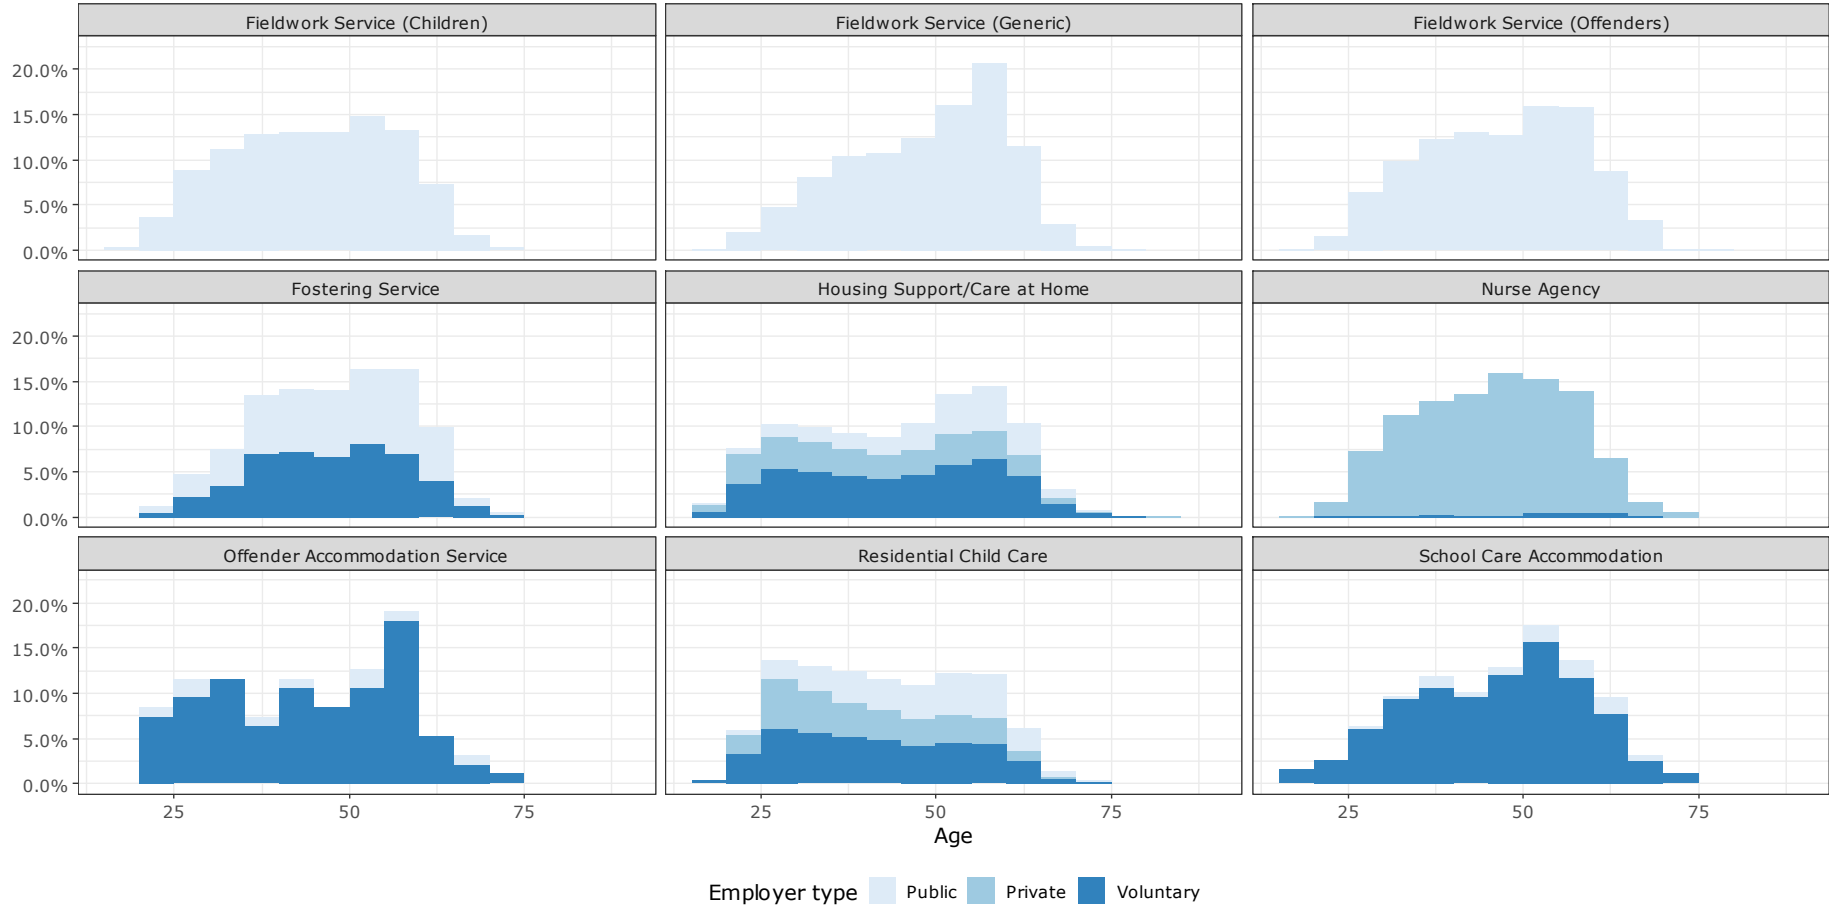 Fieldwork Service (Children)
Fieldwork Service (Generic)
Fieldwork Service (Offenders)
20.0%
15.0%
10.0%
5.0%
0.0%
Fostering Service
Housing Support/Care at Home
Nurse Agency
20.0%
15.0%
10.0%
5.0%
0.0%
Offender Accommodation Service
Residential Child Care
School Care Accommodation
20.0%
15.0%
10.0%
5.0%
0.0%
25 50 75 25 50 75 25 50 75
Age
Employer type Public Private Voluntary